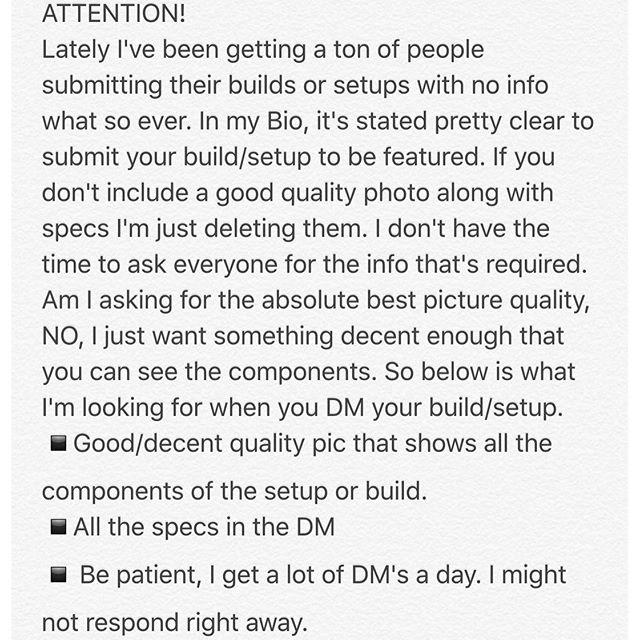 ATTENTION!
Lately I've been getting a ton of people
submitting their builds or setups with no info
what so ever. In my Bio, it's stated pretty clear to
submit your build/setup to be featured. If you
don't include a good quality photo along with
specs I'm just deleting them. I don't have the
time to ask everyone for the info that's required.
Am I asking for the absolute best picture quality,
NO, I just want something decent enough that
you can see the components. So below is what
I'm looking for when you DM your build/setup.
◾Good/decent quality pic that shows all the
components of the setup or build.
◾All the specs in the DM
◾ Be patient, I get a lot of DM's a day. I might
not respond right away.